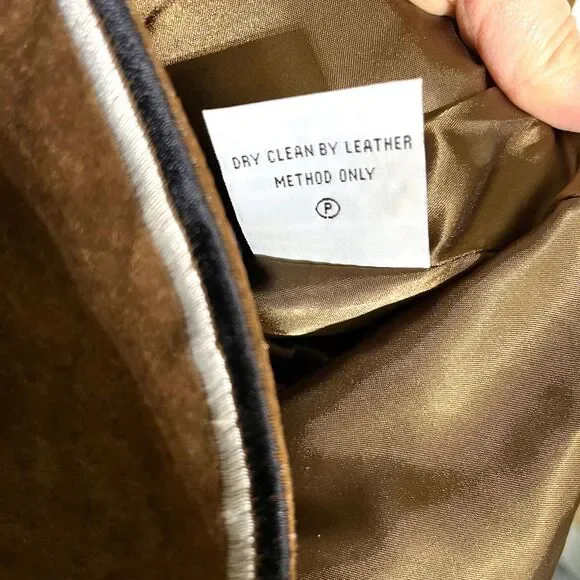 DRY CLEAN BY LEATHER
METHOD ONLY
Ⓟ